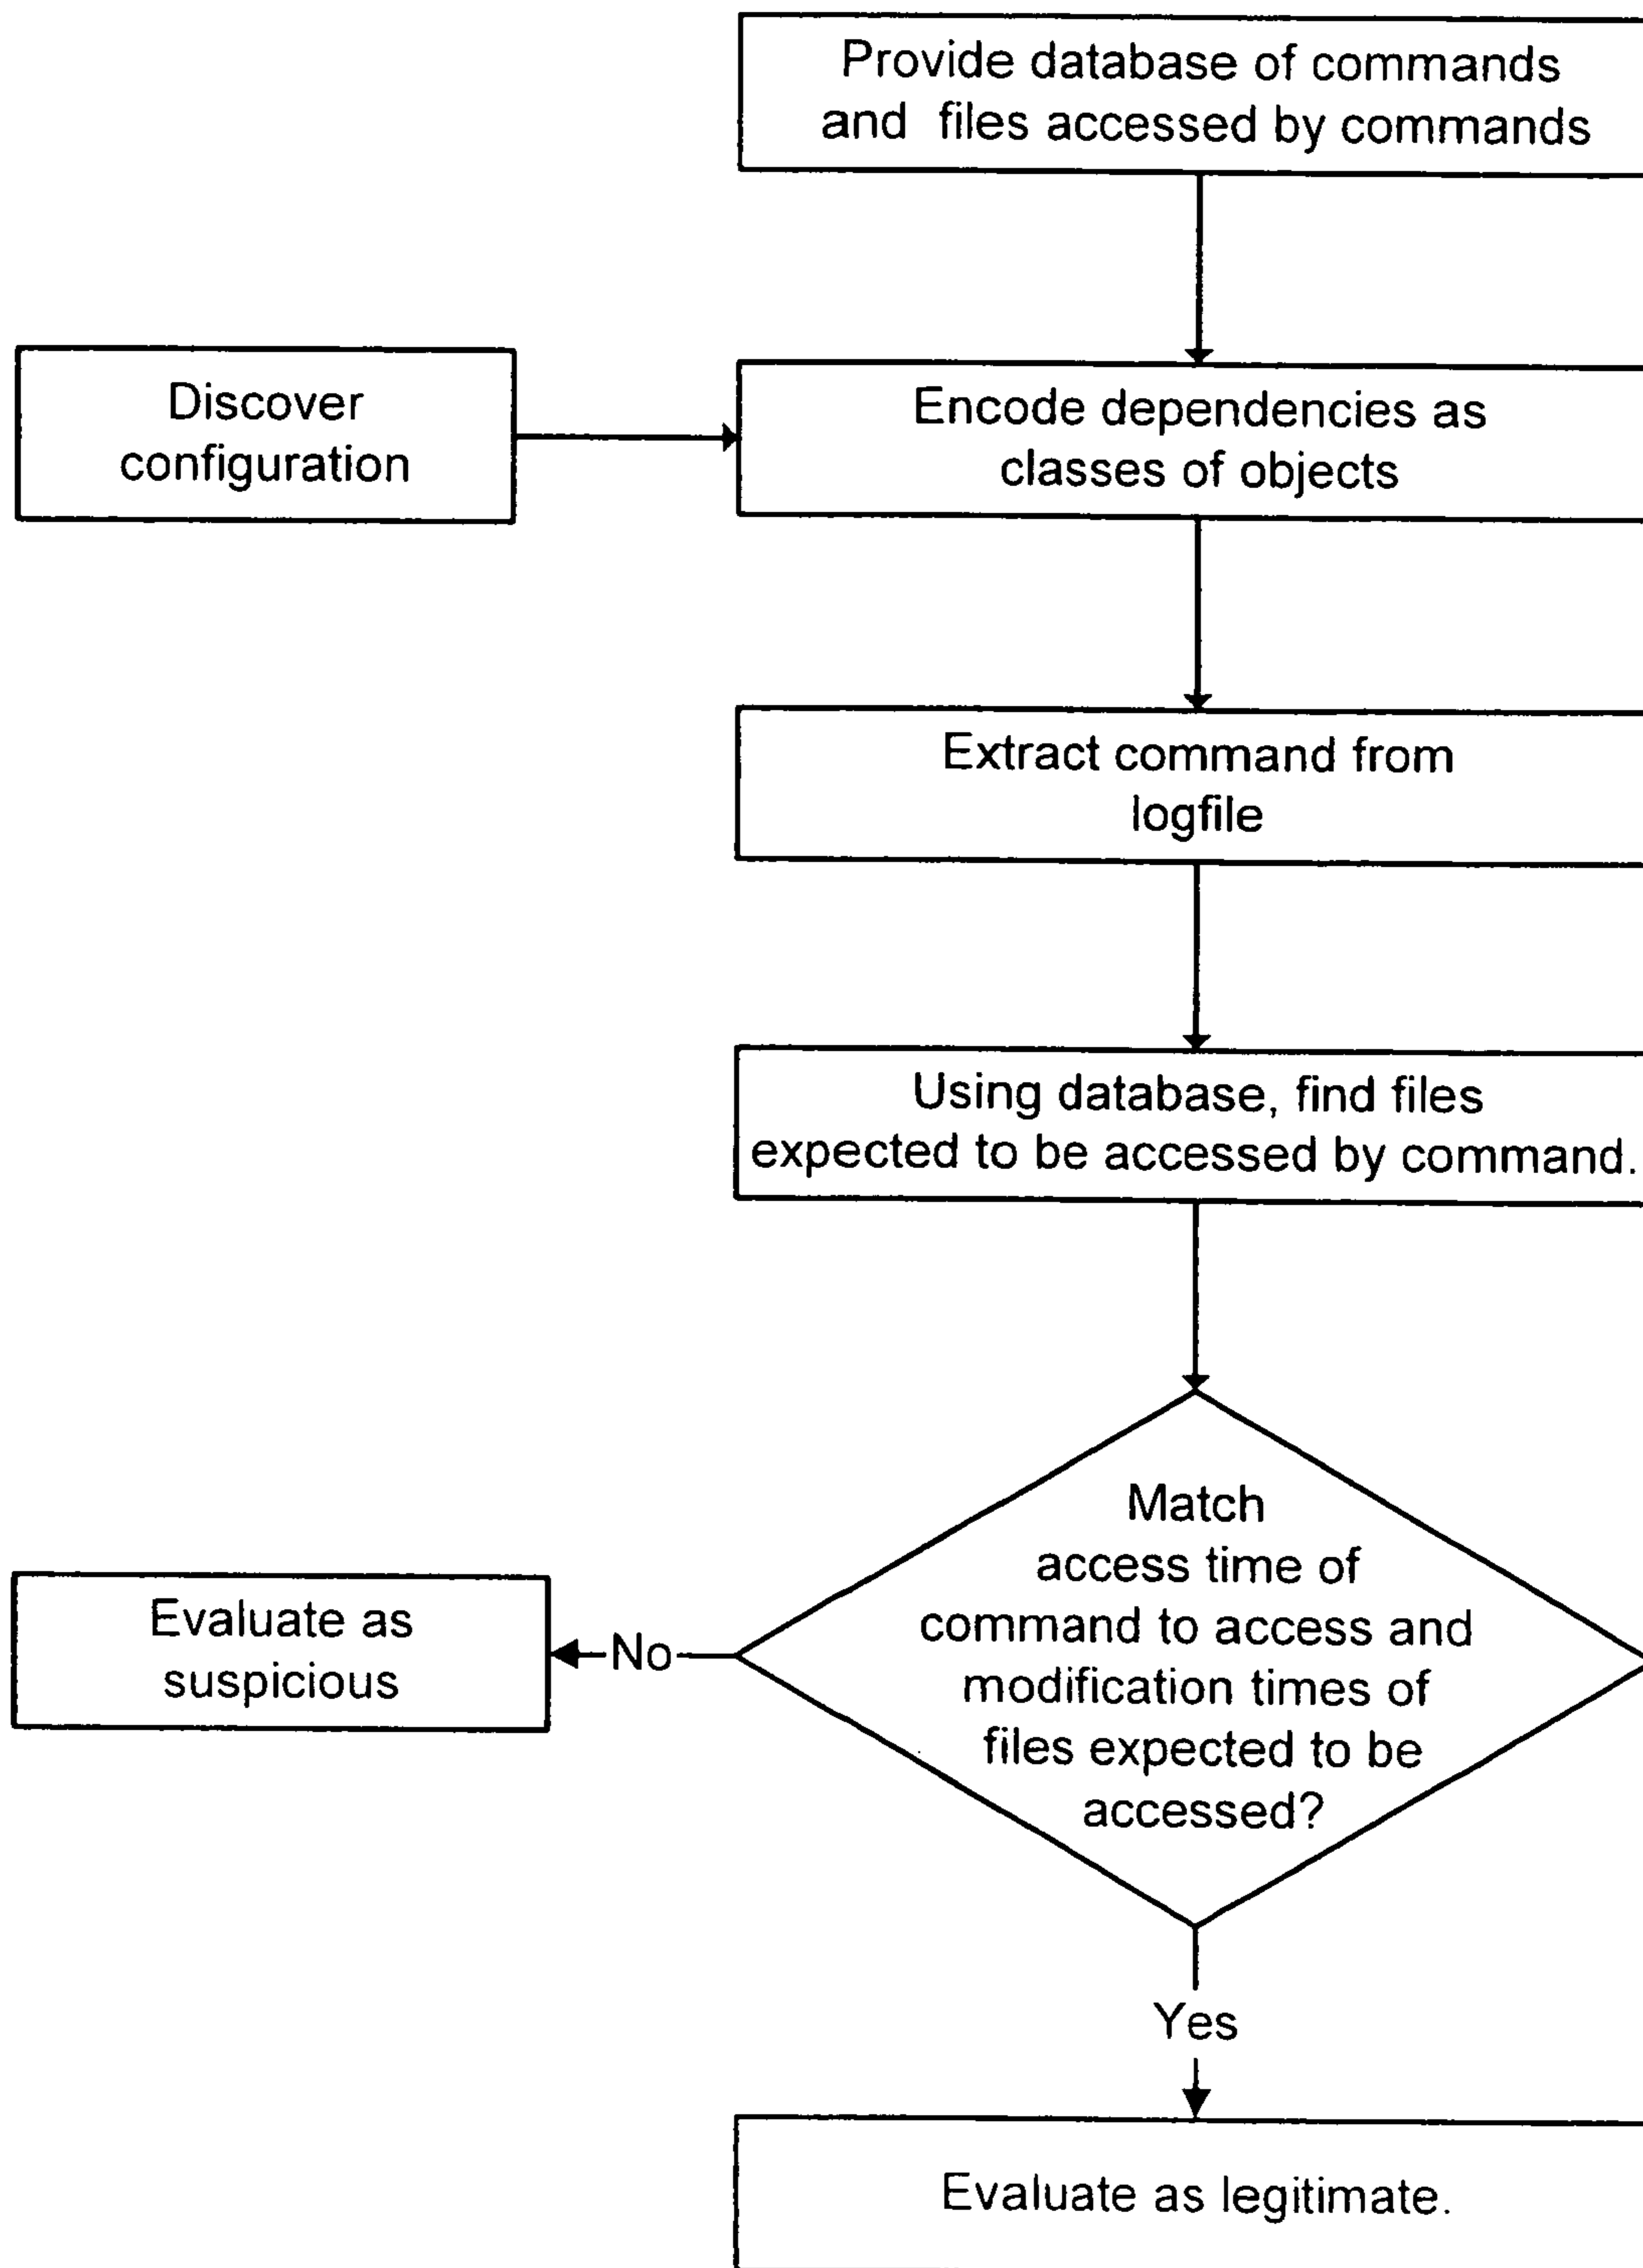 Provide database of commands
and files accessed by commands
Discover
configuration
Encode dependencies as
classes of objects
Extract command from
logfile
Using database, find files
expected to be accessed by command.
Match
access time of
command to access and
modification times of
files expected to be
accessed?
No
Evaluate as
suspicious
Yes
Evaluate as legitimate.